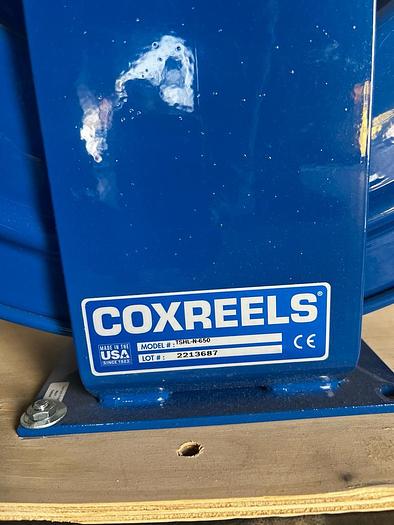 COXREELS®
MADE IN THE
USA
SINCE 1923
MODEL # : TSHL-N-650
LOT # : 2213687
CE